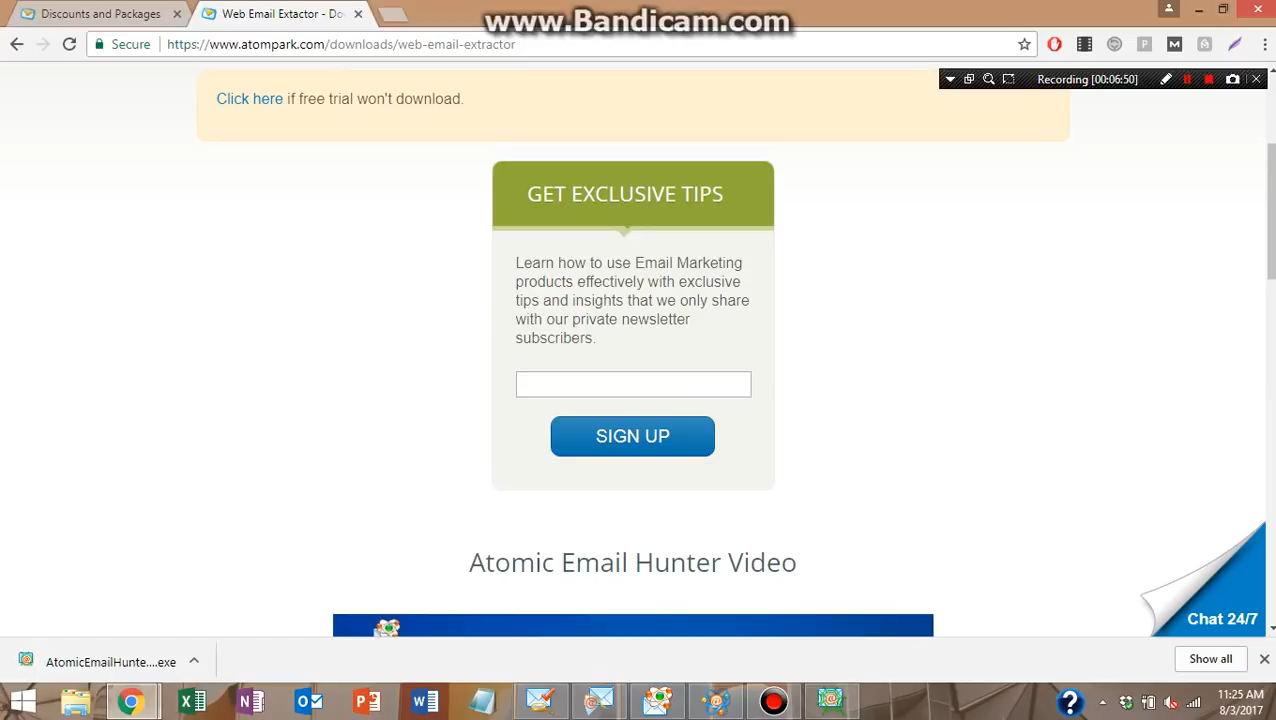 Discounts and Packages
Web Email Extactor - Do
www.Bandicam.com
Secure
https://www.atompark.com/downloads/web-email-extractor
Recording [00:06:50]
Click here if free trial won't download.
GET EXCLUSIVE TIPS
Learn how to use Email Marketing
products effectively with exclusive
tips and insights that we only share
with our private newsletter
subscribers.
SIGN UP
Atomic Email Hunter Video
Chat 24/7
AtomicEmailHunte....exe
Show all
11:25 AM
8/3/2017